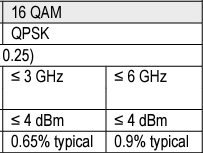 16 QAM
QPSK
0.25)
≤ 3 GHz ≤ 6 GHz
≤ 4 dBm ≤ 4 dBm
0.65% typical 0.9% typical